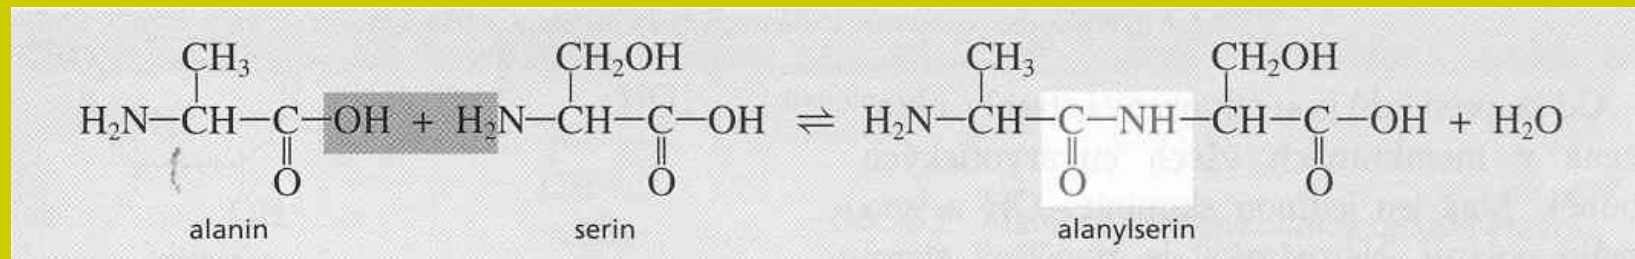 CH₃ CH₂OH CH₃ CH₂OH
H₂N—CH—C—OH + H₂N—CH—C—OH ⇌ H₂N—CH—C—NH—CH—C—OH + H₂O
O O O O
alanin serin alanylserin